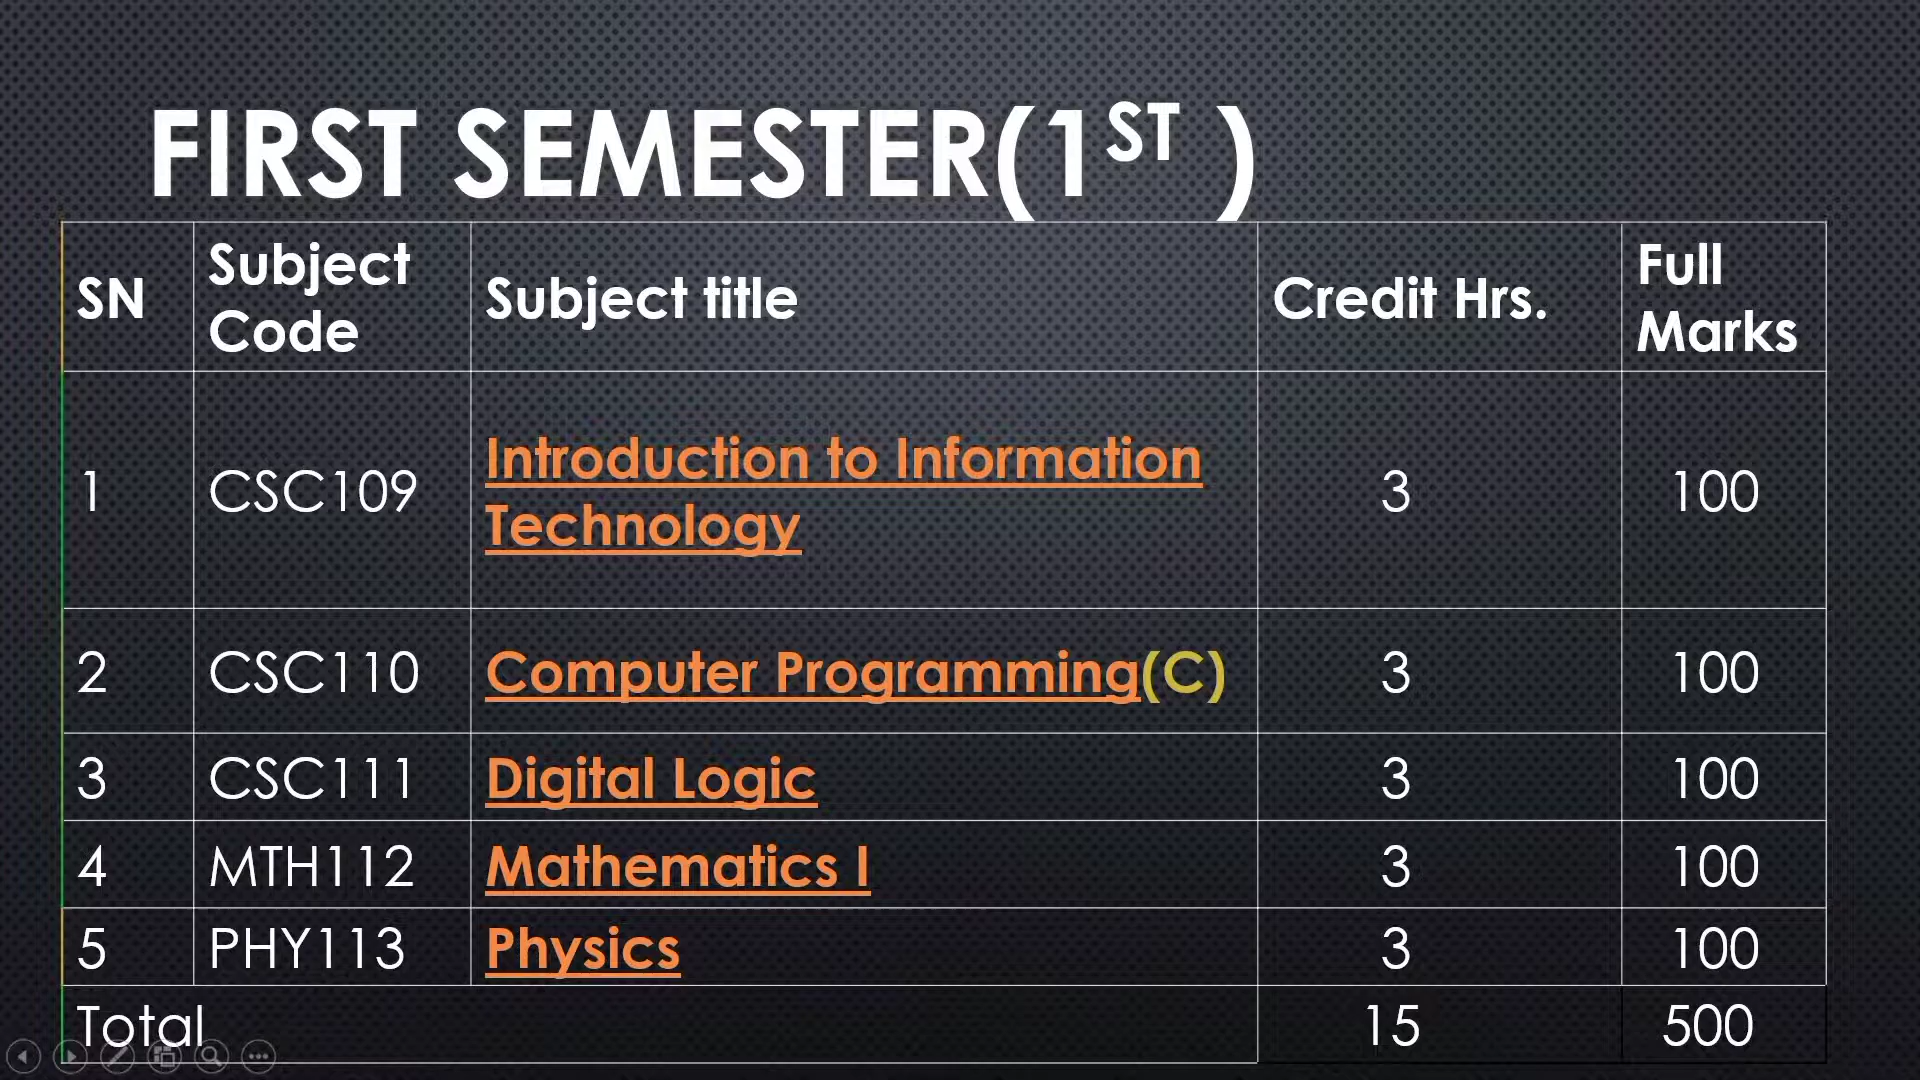 FIRST SEMESTER(1ST )
SN Subject Code Subject title Credit Hrs. Full Marks
1 CSC109 Introduction to Information Technology 3 100
2 CSC110 Computer Programming(C) 3 100
3 CSC111 Digital Logic 3 100
4 MTH112 Mathematics I 3 100
5 PHY113 Physics 3 100
Total 15 500